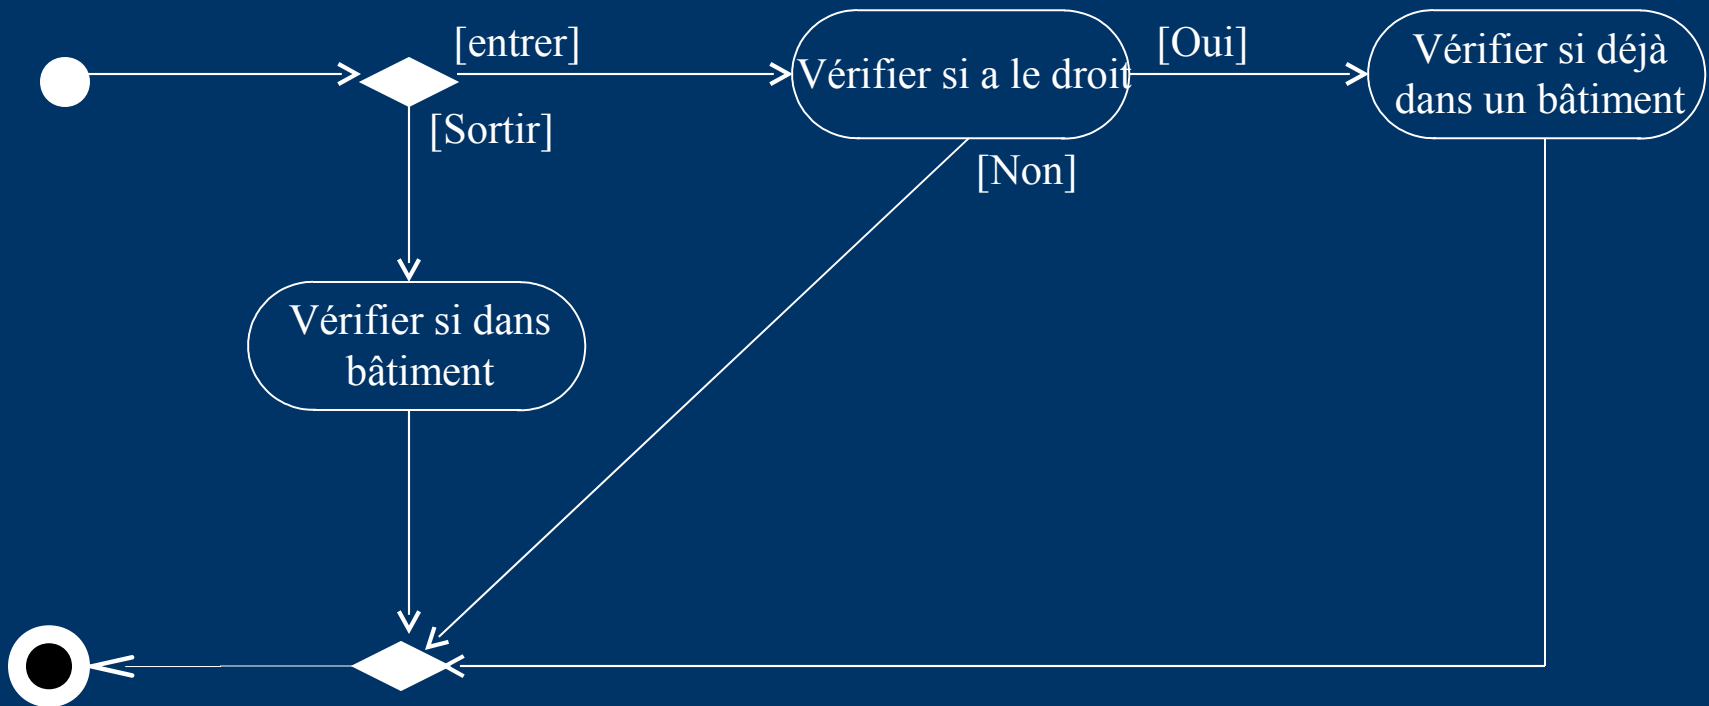 [entrer]
[Oui]
Vérifier si déjà
dans un bâtiment
Vérifier si a le droit
[Sortir]
[Non]
Vérifier si dans
bâtiment